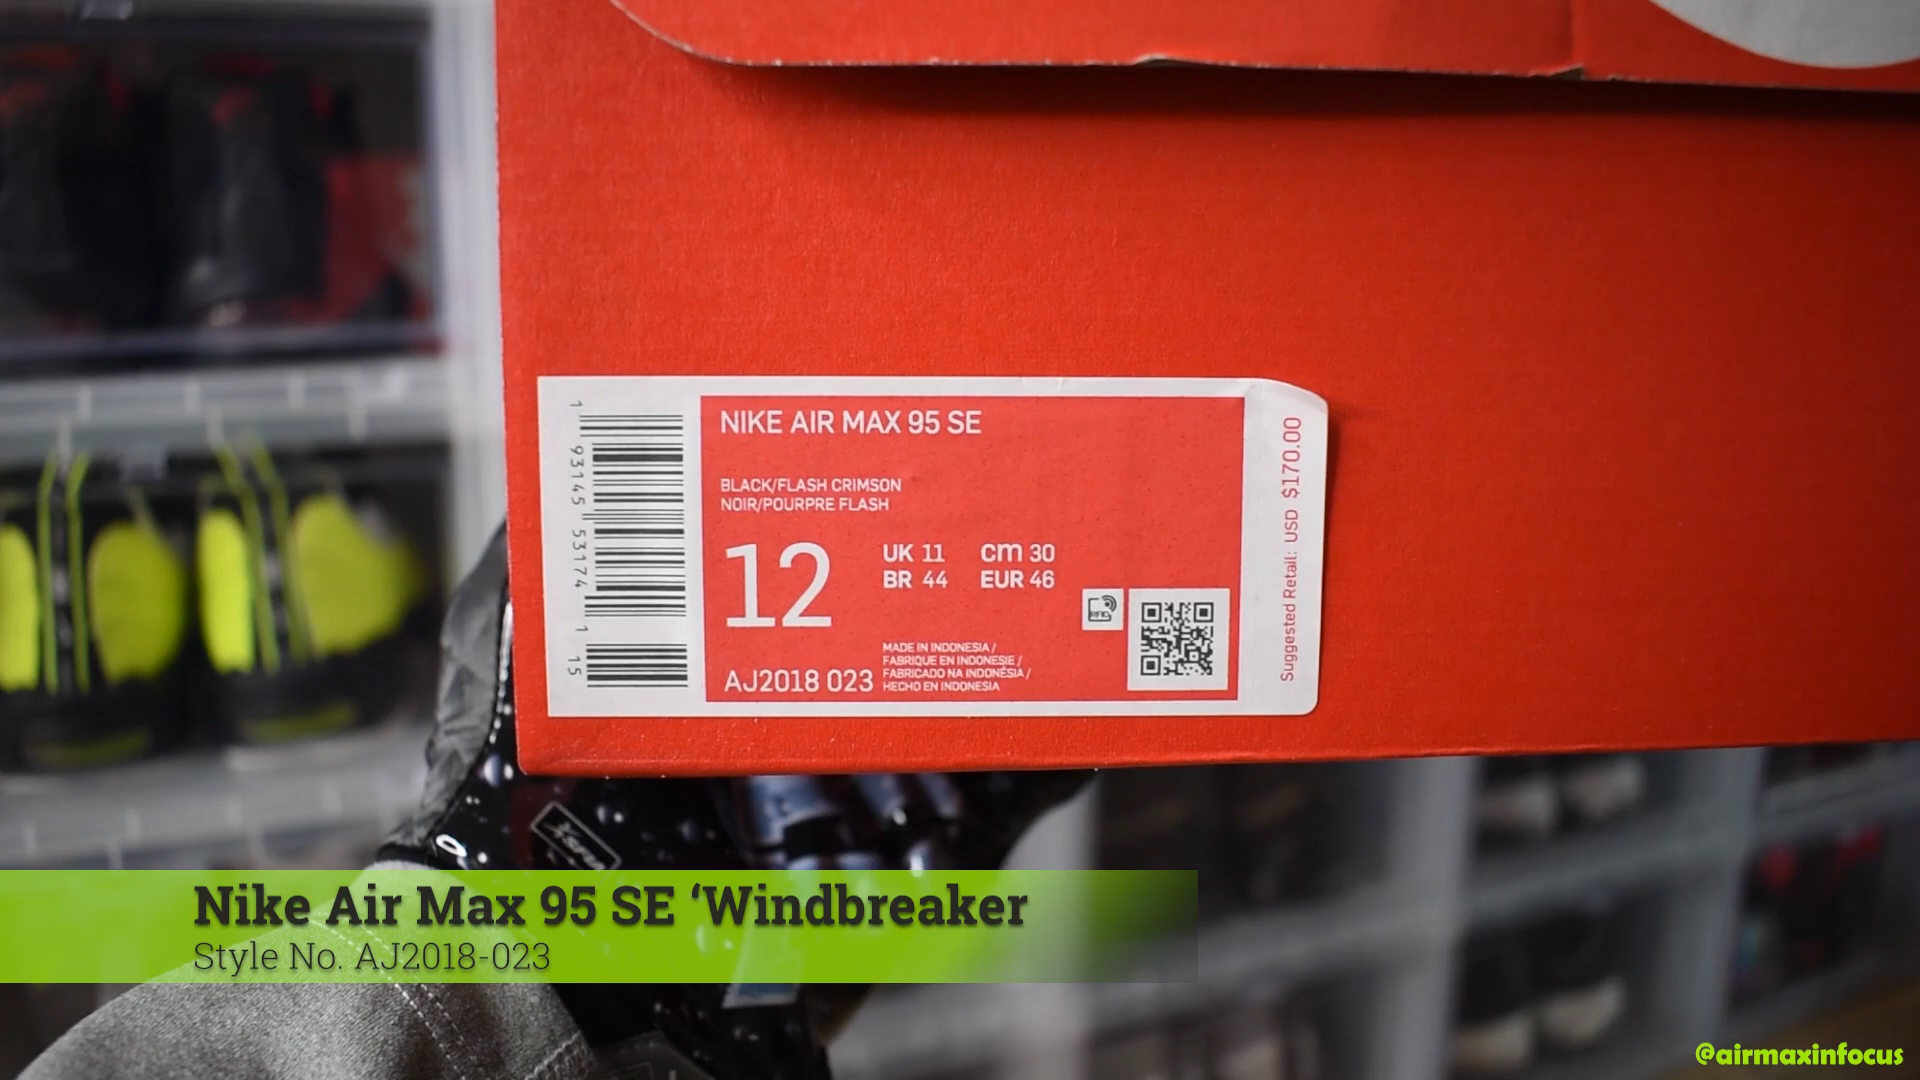 NIKE AIR MAX 95 SE
BLACK/FLASH CRIMSON
NOIR/POURPRE FLASH
12
UK 11 cm 30
BR 44 EUR 46
MADE IN INDONESIA /
FABRIQUE EN INDONESIE /
FABRICADO NA INDONÉSIA /
HECHO EN INDONESIA
AJ2018 023
1 93145 53174 1 15
Suggested Retail: USD $170.00
Nike Air Max 95 SE ‘Windbreaker
Style No. AJ2018-023
@airmaxinfocus